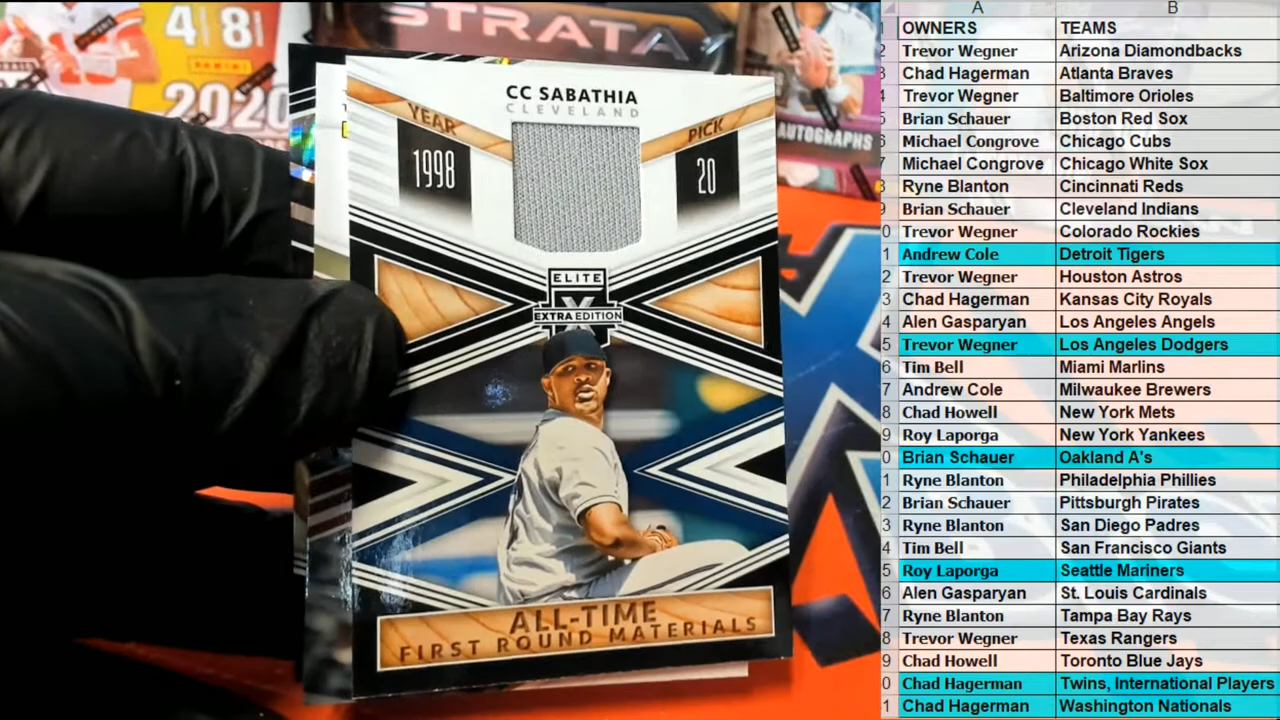 4|8|
PANINI
2020
STRATA
AUTOGRAPHS
CC SABATHIA
CLEVELAND
YEAR
PICK
1998
20
ELITE
X
EXTRA EDITION
ALL-TIME
FIRST ROUND MATERIALS
A B
OWNERS TEAMS
Trevor Wegner Arizona Diamondbacks
Chad Hagerman Atlanta Braves
Trevor Wegner Baltimore Orioles
Brian Schauer Boston Red Sox
Michael Congrove Chicago Cubs
Michael Congrove Chicago White Sox
Ryne Blanton Cincinnati Reds
Brian Schauer Cleveland Indians
Trevor Wegner Colorado Rockies
Andrew Cole Detroit Tigers
Trevor Wegner Houston Astros
Chad Hagerman Kansas City Royals
Alen Gasparyan Los Angeles Angels
Trevor Wegner Los Angeles Dodgers
Tim Bell Miami Marlins
Andrew Cole Milwaukee Brewers
Chad Howell New York Mets
Roy Laporga New York Yankees
Brian Schauer Oakland A's
Ryne Blanton Philadelphia Phillies
Brian Schauer Pittsburgh Pirates
Ryne Blanton San Diego Padres
Tim Bell San Francisco Giants
Roy Laporga Seattle Mariners
Alen Gasparyan St. Louis Cardinals
Ryne Blanton Tampa Bay Rays
Trevor Wegner Texas Rangers
Chad Howell Toronto Blue Jays
Chad Hagerman Twins, International Players
Chad Hagerman Washington Nationals